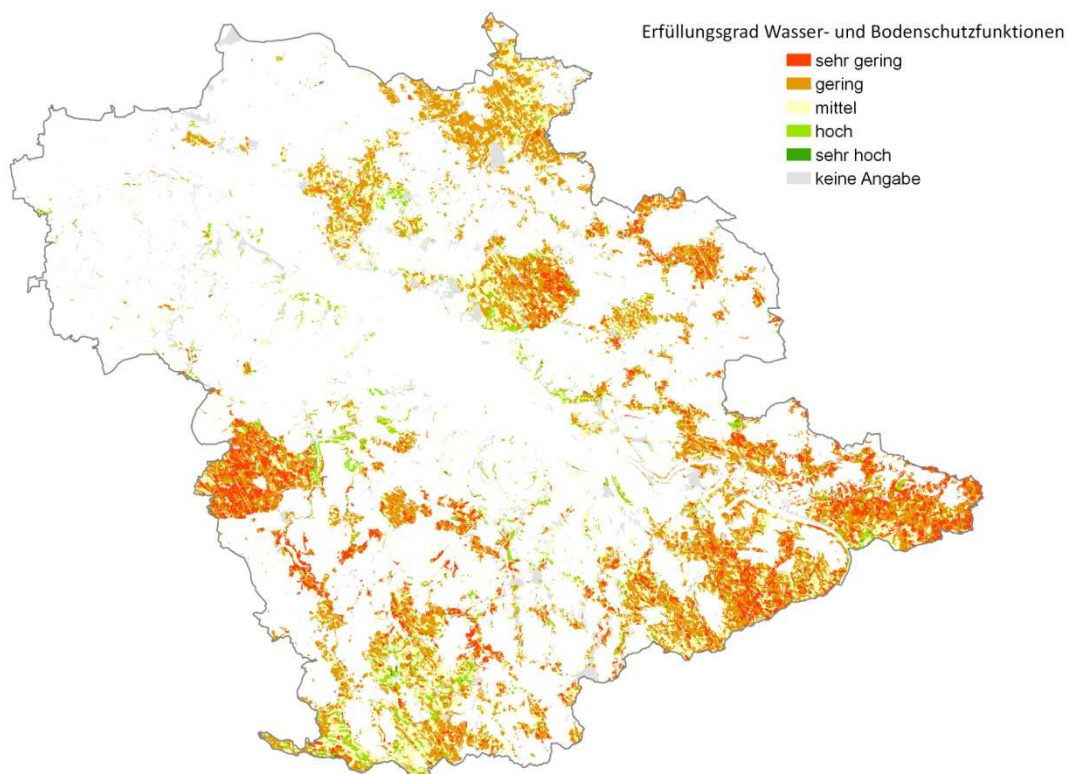 Erfüllungsgrad Wasser- und Bodenschutzfunktionen
sehr gering
gering
mittel
hoch
sehr hoch
keine Angabe